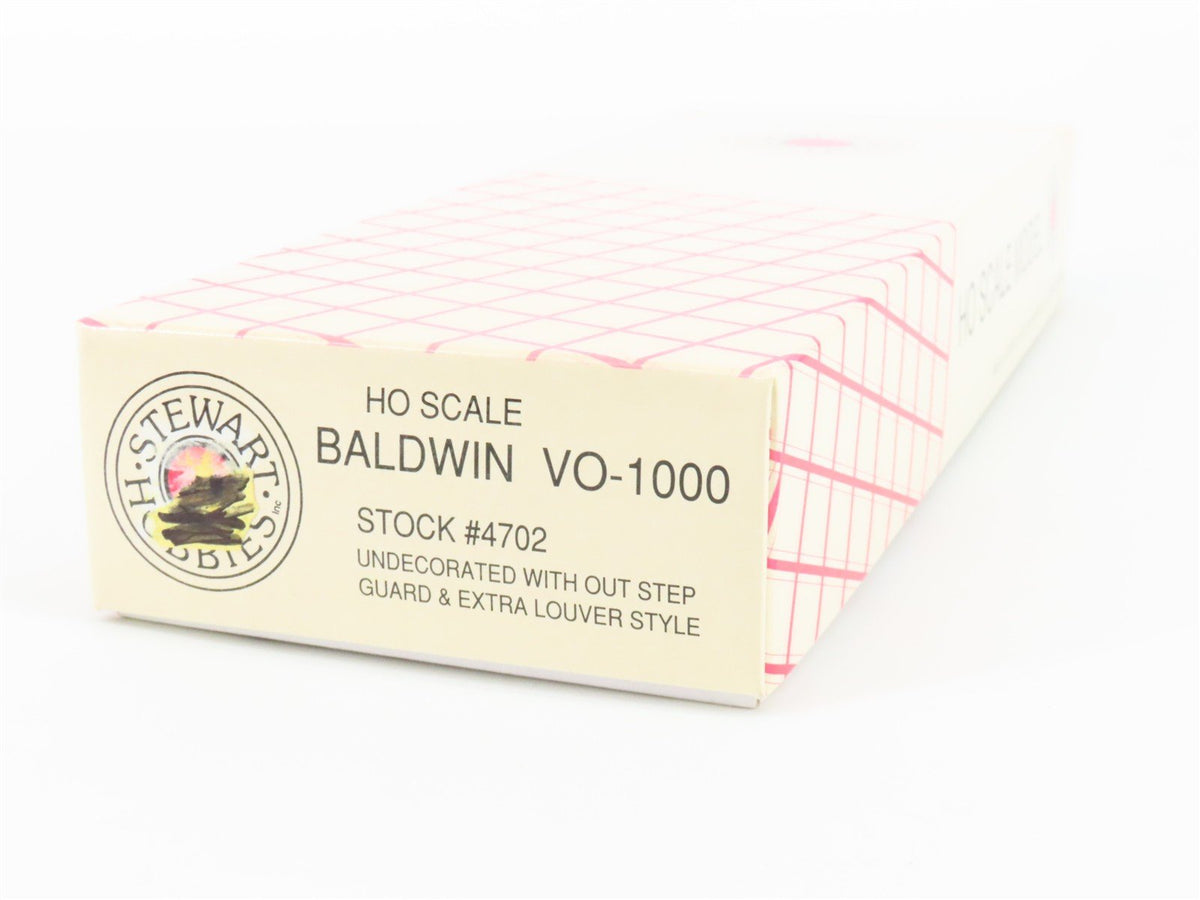 ·STEWART·
HOBBIES Inc
HO SCALE
BALDWIN VO-1000
STOCK #4702
UNDECORATED WITH OUT STEP
GUARD & EXTRA LOUVER STYLE
HO SCALE MODEL